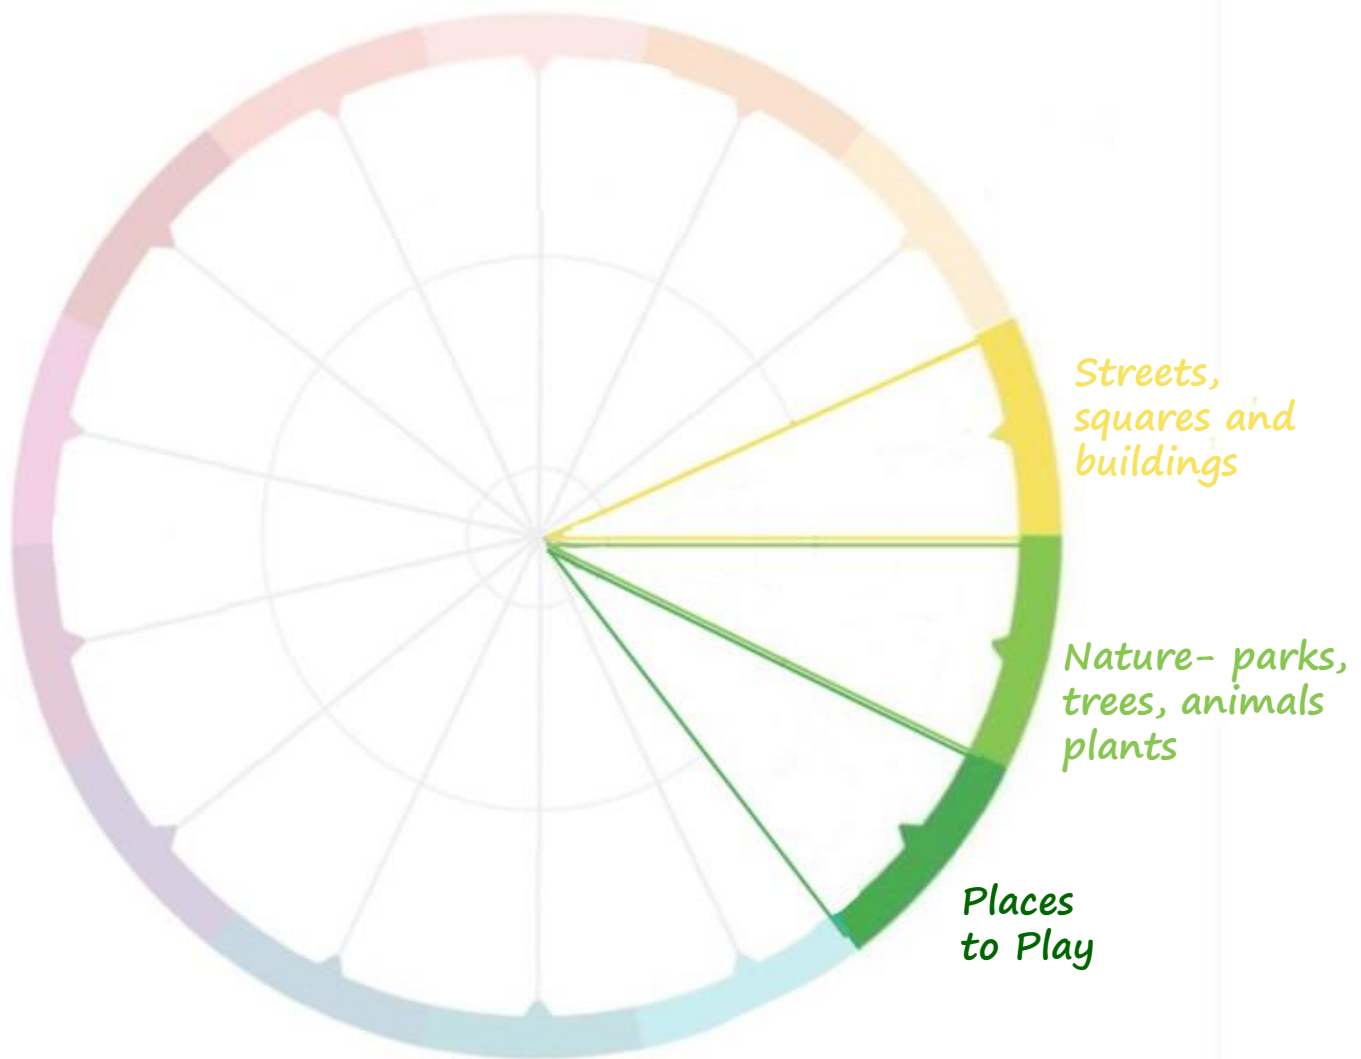 Streets,
squares and
buildings
Nature- parks,
trees, animals
plants
Places
to Play